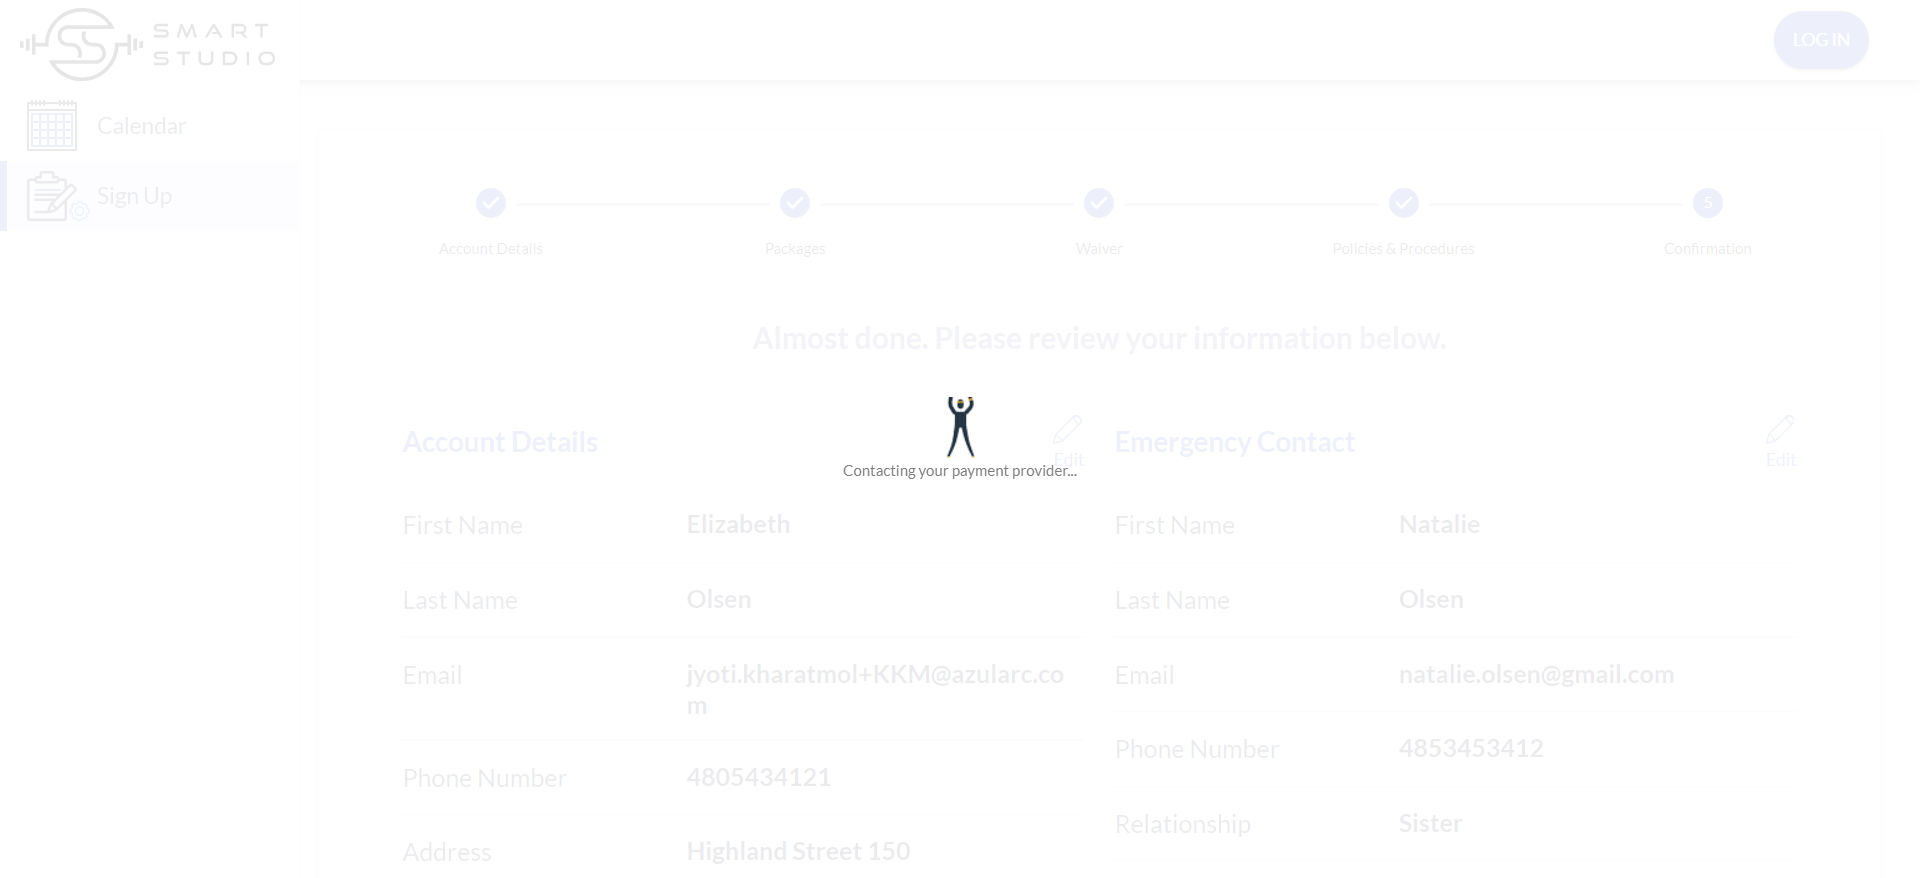 SMART
STUDIO
LOG IN
Calendar
Sign Up
5
Account Details
Packages
Waiver
Policies & Procedures
Confirmation
Almost done. Please review your information below.
Account Details
Edit
Contacting your payment provider...
First Name Elizabeth
Last Name Olsen
Email jyoti.kharatmol+KKM@azularc.co
m
Phone Number 4805434121
Address Highland Street 150
Emergency Contact
Edit
First Name Natalie
Last Name Olsen
Email natalie.olsen@gmail.com
Phone Number 4853453412
Relationship Sister